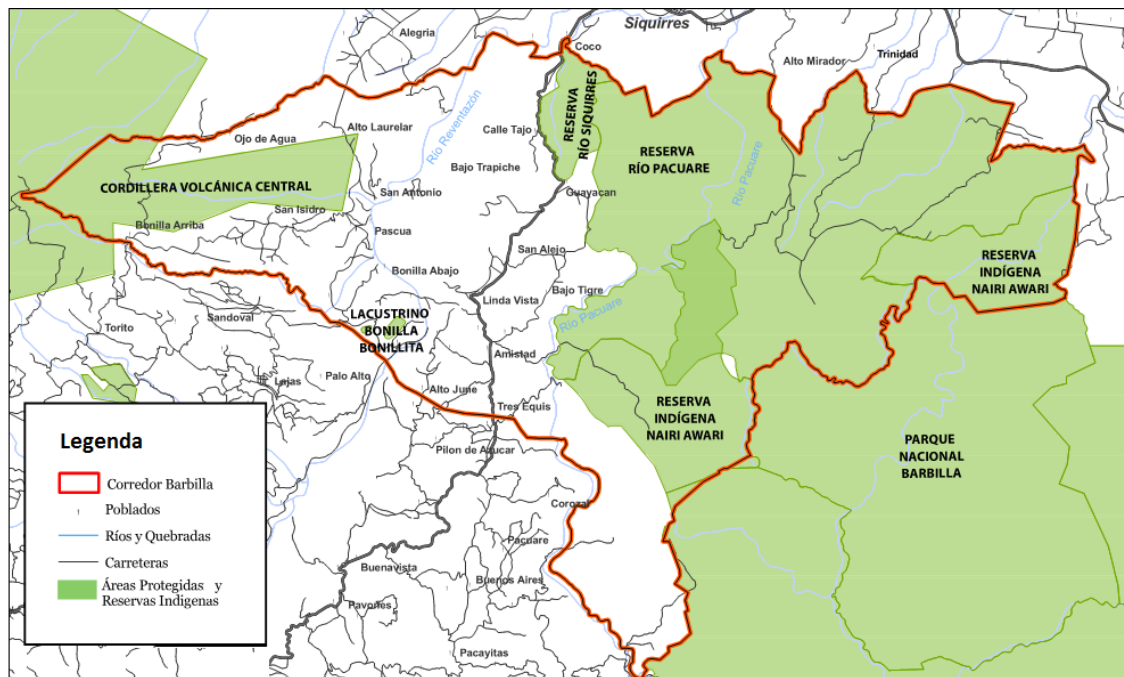 Siquirres
Alegria
Coco
Alto Mirador
Trinidad
RESERVA
RÍO SIQUIRRES
Río Reventazón
Alto Laurelar
Ojo de Agua
Calle Tajo
RESERVA
RÍO PACUARE
Río Pacuare
Bajo Trapiche
CORDILLERA VOLCÁNICA CENTRAL
San Antonio
Guayacan
San Isidro
Bonilla Arriba
Pascua
San Alejo
RESERVA
INDÍGENA
NAIRI AWARI
Bonilla Abajo
Bajo Tigre
Linda Vista
Río Pacuare
LACUSTRINO
BONILLA
BONILLITA
Sandoval
Torito
Amistad
Lajas
Palo Alto
Alto June
Tres Equis
RESERVA
INDÍGENA
NAIRI AWARI
PARQUE
NACIONAL
BARBILLA
Pilon de Azucar
Corozal
Pacuare
Buenavista
Buenos Aires
Pavones
Pacayitas
Legenda
Corredor Barbilla
Poblados
Ríos y Quebradas
Carreteras
Áreas Protegidas y
Reservas Indigenas